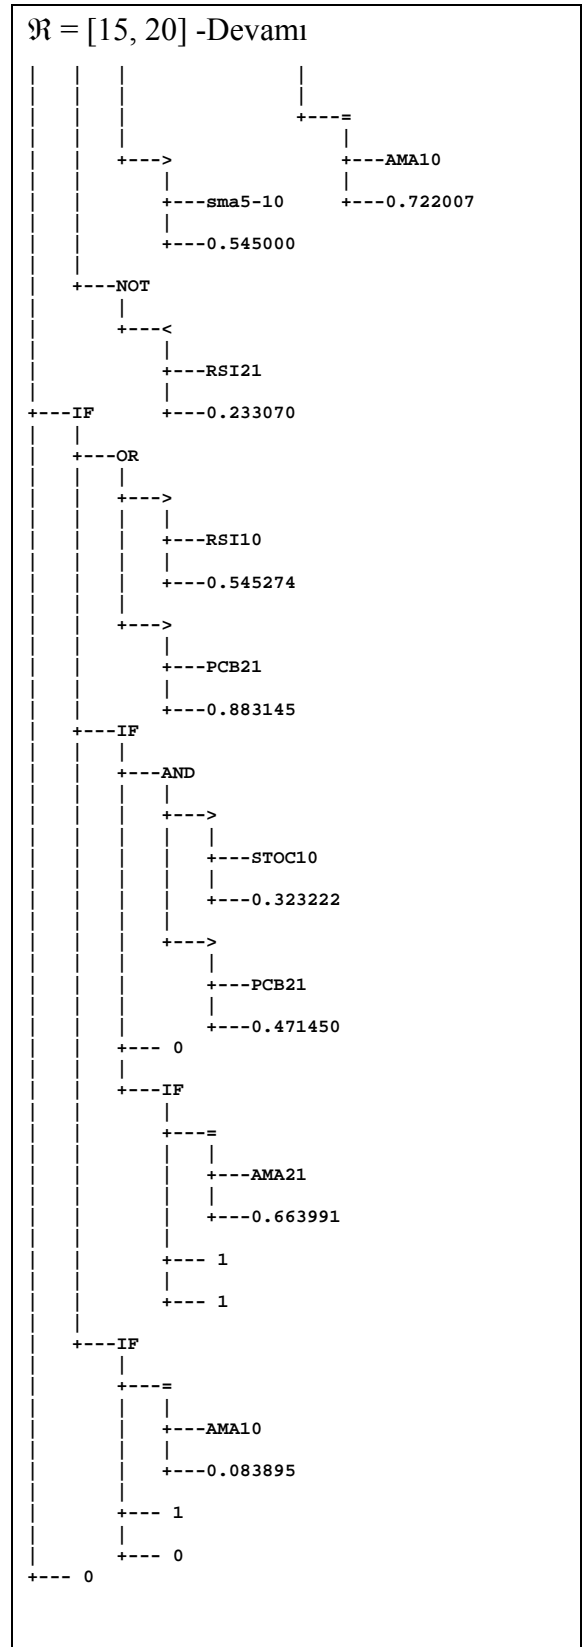 ℜ = [15, 20] -Devamı
| | | |
| | | |
| | | +---=
| | | |
| | +---> +---AMA10
| | | |
| | +---sma5-10 +---0.722007
| | |
| | +---0.545000
| |
| +---NOT
| |
| +---<
| |
| +---RSI21
| |
+---IF +---0.233070
| |
| +---OR
| | |
| | +--->
| | | |
| | | +---RSI10
| | | |
| | | +---0.545274
| | |
| | +--->
| | |
| | +---PCB21
| | |
| | +---0.883145
| +---IF
| | |
| | +---AND
| | | |
| | | +--->
| | | | |
| | | | +---STOC10
| | | | |
| | | | +---0.323222
| | | |
| | | +--->
| | | |
| | | +---PCB21
| | | |
| | | +---0.471450
| | +--- 0
| | |
| | +---IF
| | |
| | +---=
| | | |
| | | +---AMA21
| | | |
| | | +---0.663991
| | |
| | +--- 1
| | |
| | +--- 1
| |
| +---IF
| |
| +---=
| | |
| | +---AMA10
| | |
| | +---0.083895
| |
| +--- 1
| |
| +--- 0
+--- 0